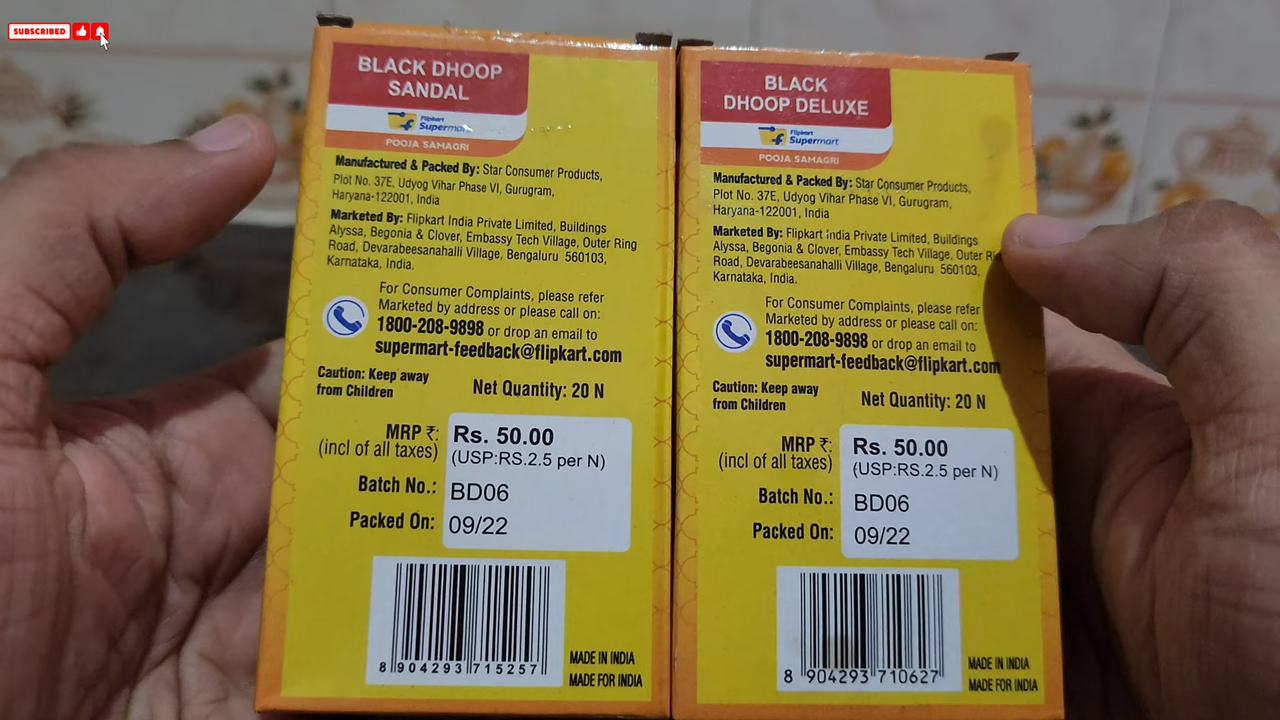 SUBSCRIBED
BLACK DHOOP
SANDAL
Flipkart
Supermart
POOJA SAMAGRI
Manufactured & Packed By: Star Consumer Products,
Plot No. 37E, Udyog Vihar Phase VI, Gurugram,
Haryana-122001, India
Marketed By: Flipkart India Private Limited, Buildings
Alyssa, Begonia & Clover, Embassy Tech Village, Outer Ring
Road, Devarabeesanahalli Village, Bengaluru 560103,
Karnataka, India.
For Consumer Complaints, please refer
Marketed by address or please call on:
1800-208-9898 or drop an email to
supermart-feedback@flipkart.com
Caution: Keep away
from Children
Net Quantity: 20 N
MRP ₹: Rs. 50.00
(incl of all taxes) (USP:RS.2.5 per N)
Batch No.: BD06
Packed On: 09/22
8 904293 715257
MADE IN INDIA
MADE FOR INDIA
BLACK
DHOOP DELUXE
Flipkart
Supermart
POOJA SAMAGRI
Manufactured & Packed By: Star Consumer Products,
Plot No. 37E, Udyog Vihar Phase VI, Gurugram,
Haryana-122001, India
Marketed By: Flipkart India Private Limited, Buildings
Alyssa, Begonia & Clover, Embassy Tech Village, Outer
Road, Devarabeesanahalli Village, Bengaluru 560103,
Karnataka, India.
For Consumer Complaints, please refer
Marketed by address or please call on:
1800-208-9898 or drop an email to
supermart-feedback@flipkart.com
Caution: Keep away
from Children
Net Quantity: 20 N
MRP ₹: Rs. 50.00
(incl of all taxes) (USP:RS.2.5 per N)
Batch No.: BD06
Packed On: 09/22
8 904293 710627
MADE IN INDIA
MADE FOR INDIA